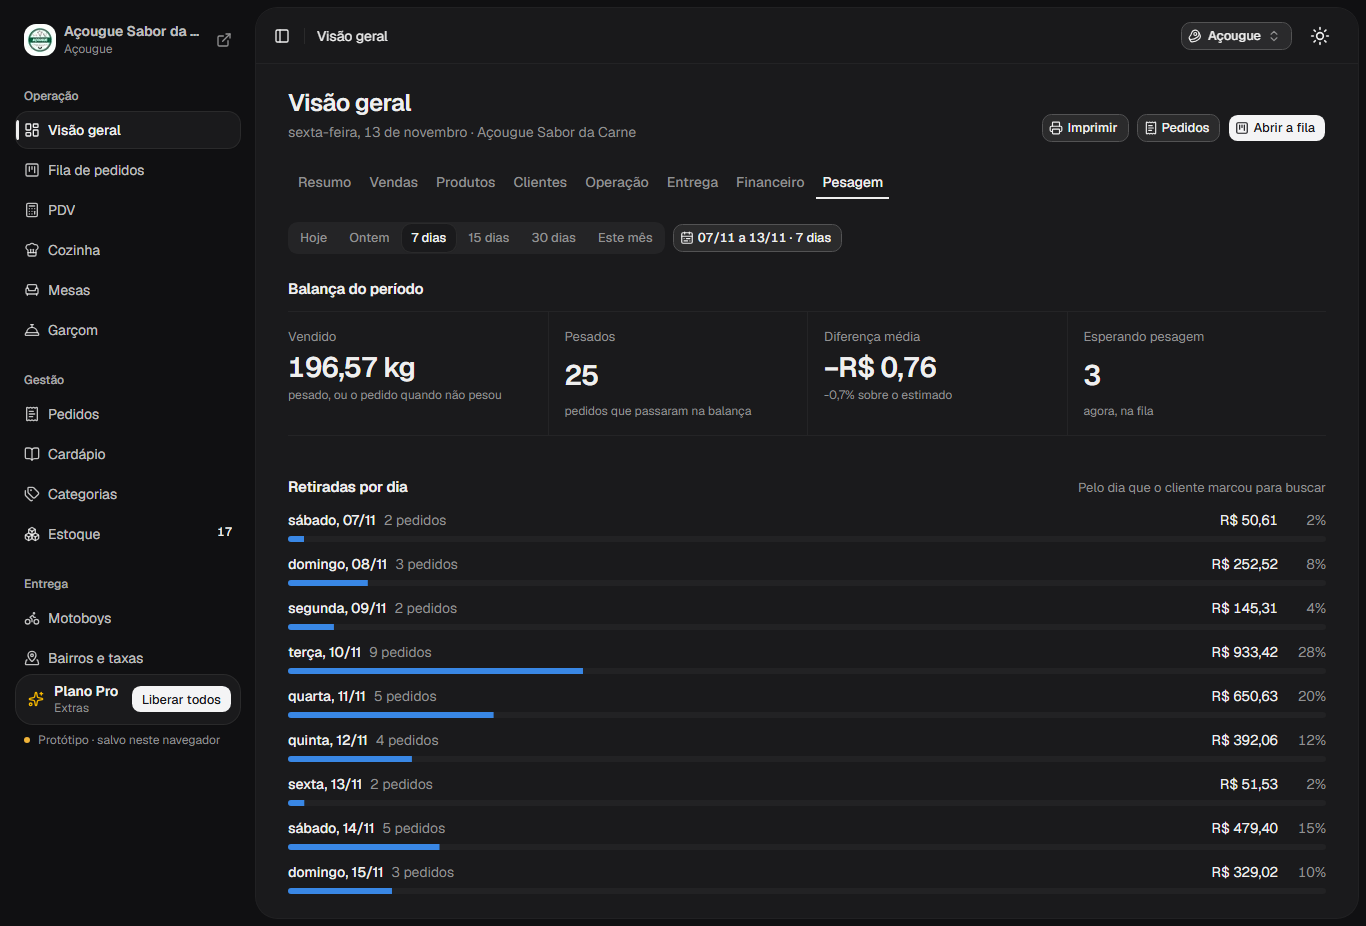 Açougue Sabor da ...
Açougue
Operação
Visão geral
Fila de pedidos
PDV
Cozinha
Mesas
Garçom
Gestão
Pedidos
Cardápio
Categorias
Estoque 17
Entrega
Motoboys
Bairros e taxas
Plano Pro
Extras
Liberar todos
Protótipo · salvo neste navegador
Visão geral
Açougue
Visão geral
sexta-feira, 13 de novembro · Açougue Sabor da Carne
Imprimir Pedidos Abrir a fila
Resumo Vendas Produtos Clientes Operação Entrega Financeiro Pesagem
Hoje Ontem 7 dias 15 dias 30 dias Este mês 07/11 a 13/11 · 7 dias
Balança do período
Vendido
196,57 kg
pesado, ou o pedido quando não pesou
Pesados
25
pedidos que passaram na balança
Diferença média
−R$ 0,76
-0,7% sobre o estimado
Esperando pesagem
3
agora, na fila
Retiradas por dia Pelo dia que o cliente marcou para buscar
sábado, 07/11 2 pedidos R$ 50,61 2%
domingo, 08/11 3 pedidos R$ 252,52 8%
segunda, 09/11 2 pedidos R$ 145,31 4%
terça, 10/11 9 pedidos R$ 933,42 28%
quarta, 11/11 5 pedidos R$ 650,63 20%
quinta, 12/11 4 pedidos R$ 392,06 12%
sexta, 13/11 2 pedidos R$ 51,53 2%
sábado, 14/11 5 pedidos R$ 479,40 15%
domingo, 15/11 3 pedidos R$ 329,02 10%